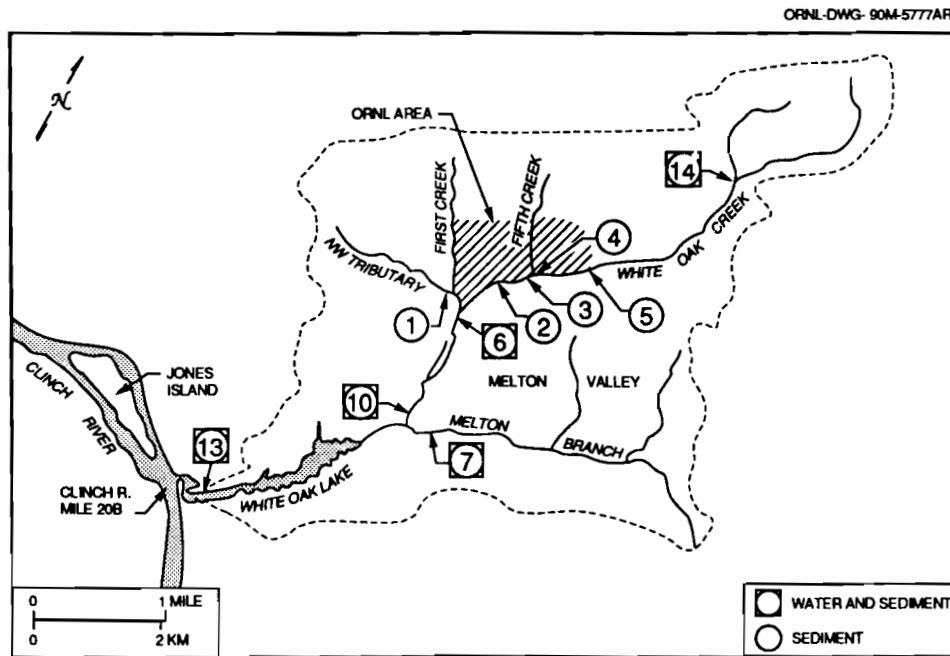 ORNL-DWG- 90M-5777AR
N
ORNL AREA
FIRST CREEK
FIFTH CREEK
14
4
NW TRIBUTARY
WHITE OAK CREEK
1
6
2
3
5
JONES
ISLAND
MELTON VALLEY
CLINCH
RIVER
10
MELTON BRANCH
7
13
WHITE OAK LAKE
CLINCH R.
MILE 20B
0 1 MILE
0 2 KM
WATER AND SEDIMENT
SEDIMENT